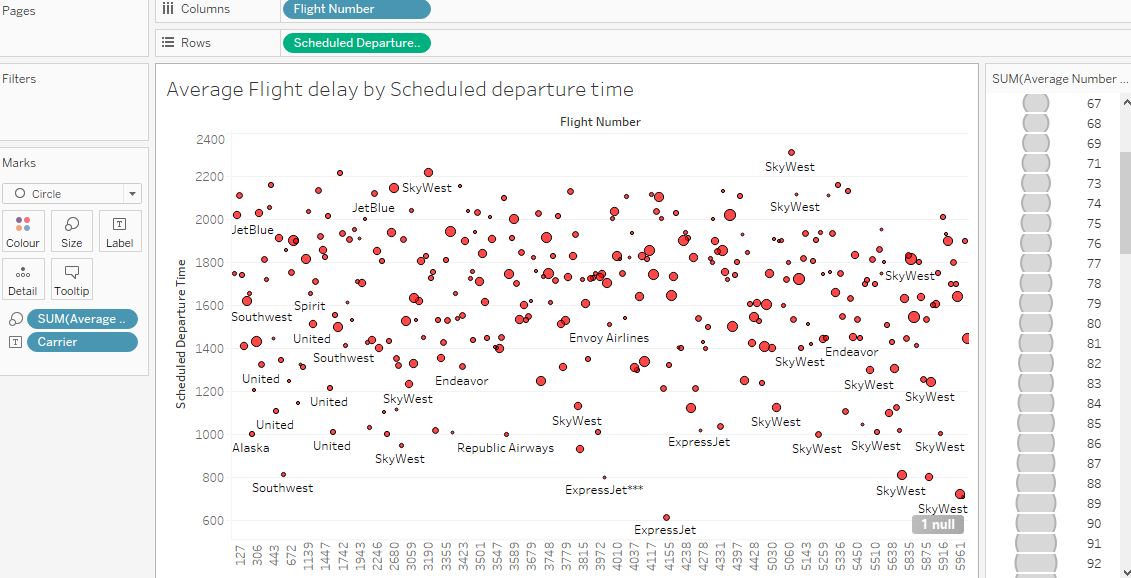 Pages
Columns
Flight Number
Rows
Scheduled Departure..
Filters
Marks
Circle
Colour
Size
Label
Detail
Tooltip
SUM(Average ..
Carrier
Average Flight delay by Scheduled departure time
Flight Number
Scheduled Departure Time
2400
2200
2000
1800
1600
1400
1200
1000
800
600
SkyWest
SkyWest
JetBlue
SkyWest
JetBlue
SkyWest
Spirit
Southwest
United
Envoy Airlines
Southwest
Endeavor
SkyWest
United
Endeavor
SkyWest
United
SkyWest
SkyWest
United
SkyWest
SkyWest
Alaska
United
Republic Airways
ExpressJet
SkyWest
SkyWest
SkyWest
SkyWest
Southwest
ExpressJet***
SkyWest
SkyWest
ExpressJet
1 null
127
306
443
672
1139
1447
1742
2246
2680
3059
3190
3355
3423
3501
3547
3589
3679
3748
3779
3815
3972
4010
4037
4117
4155
4238
4278
4331
4397
4428
5030
5060
5143
5259
5336
5450
5510
5638
5835
5875
5916
5961
SUM(Average Number ...
67
68
69
71
73
74
75
76
77
78
79
80
81
82
83
84
85
86
87
88
89
90
91
92